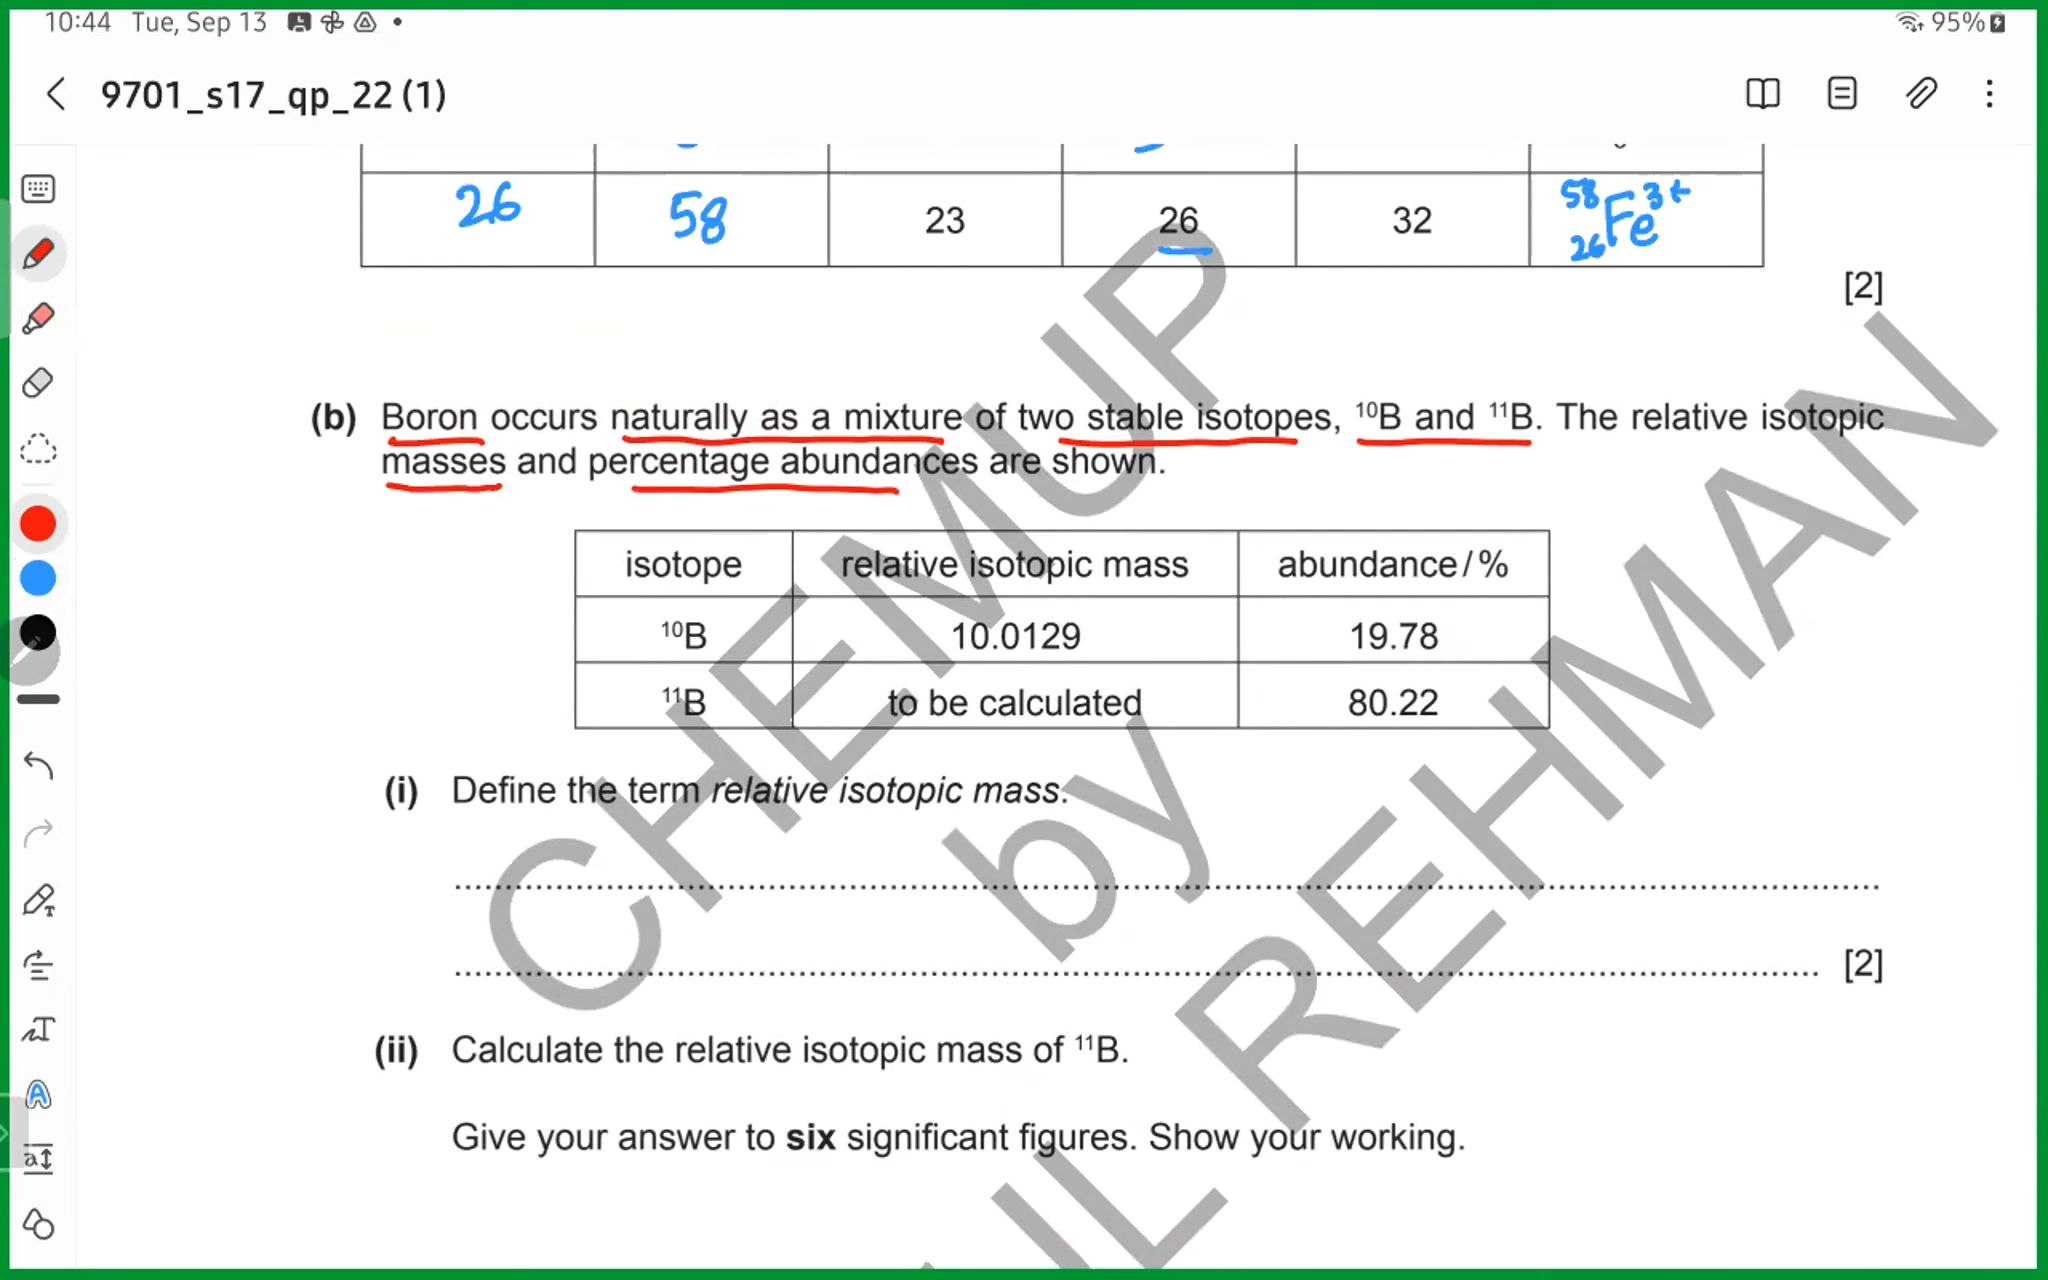 10:44 Tue, Sep 13
95%
9701_s17_qp_22 (1)
26 58 23 26 32 ⁵⁸₂₆Fe³⁺
[2]
(b) Boron occurs naturally as a mixture of two stable isotopes, ¹⁰B and ¹¹B. The relative isotopic
masses and percentage abundances are shown.
isotope relative isotopic mass abundance/%
¹⁰B 10.0129 19.78
¹¹B to be calculated 80.22
(i) Define the term relative isotopic mass.
[2]
(ii) Calculate the relative isotopic mass of ¹¹B.
Give your answer to six significant figures. Show your working.
CHEMUP
by
REHMAN